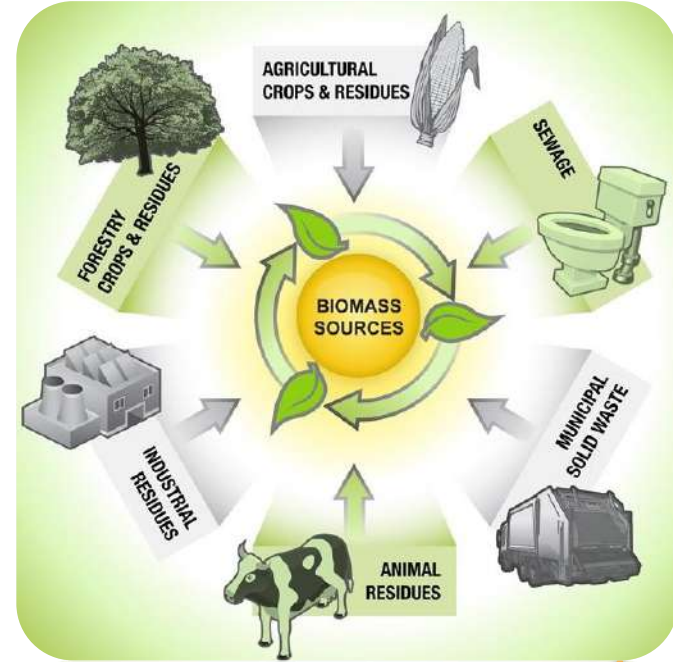 AGRICULTURAL
CROPS & RESIDUES
SEWAGE
FORESTRY
CROPS & RESIDUES
BIOMASS
SOURCES
MUNICIPAL
SOLID WASTE
INDUSTRIAL
RESIDUES
ANIMAL
RESIDUES